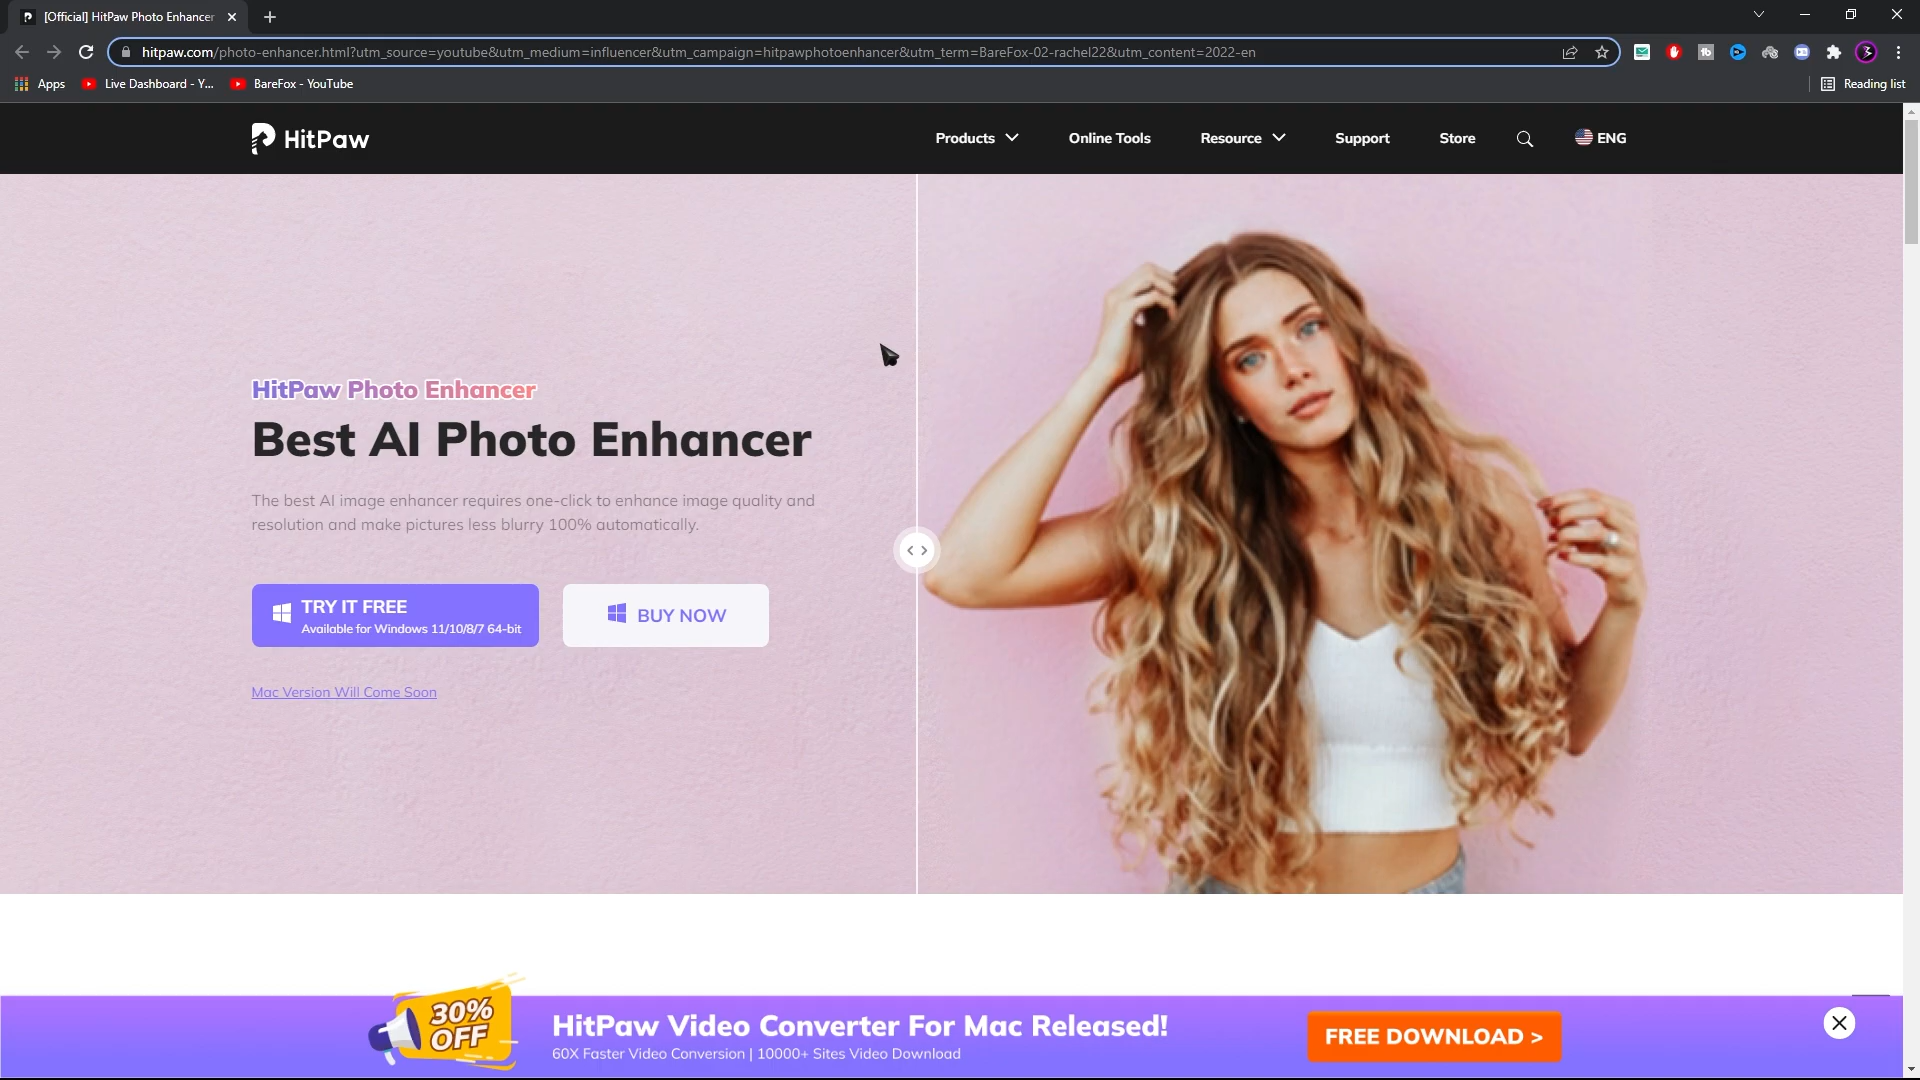 [Official] HitPaw Photo Enhancer
hitpaw.com/photo-enhancer.html?utm_source=youtube&utm_medium=influencer&utm_campaign=hitpawphotoenhancer&utm_term=BareFox-02-rachel22&utm_content=2022-en
Apps
Live Dashboard - Y...
BareFox - YouTube
Reading list
HitPaw
Products
Online Tools
Resource
Support
Store
ENG
HitPaw Photo Enhancer
Best AI Photo Enhancer
The best AI image enhancer requires one-click to enhance image quality and
resolution and make pictures less blurry 100% automatically.
TRY IT FREE
Available for Windows 11/10/8/7 64-bit
BUY NOW
Mac Version Will Come Soon
30%
OFF
HitPaw Video Converter For Mac Released!
60X Faster Video Conversion | 10000+ Sites Video Download
FREE DOWNLOAD >